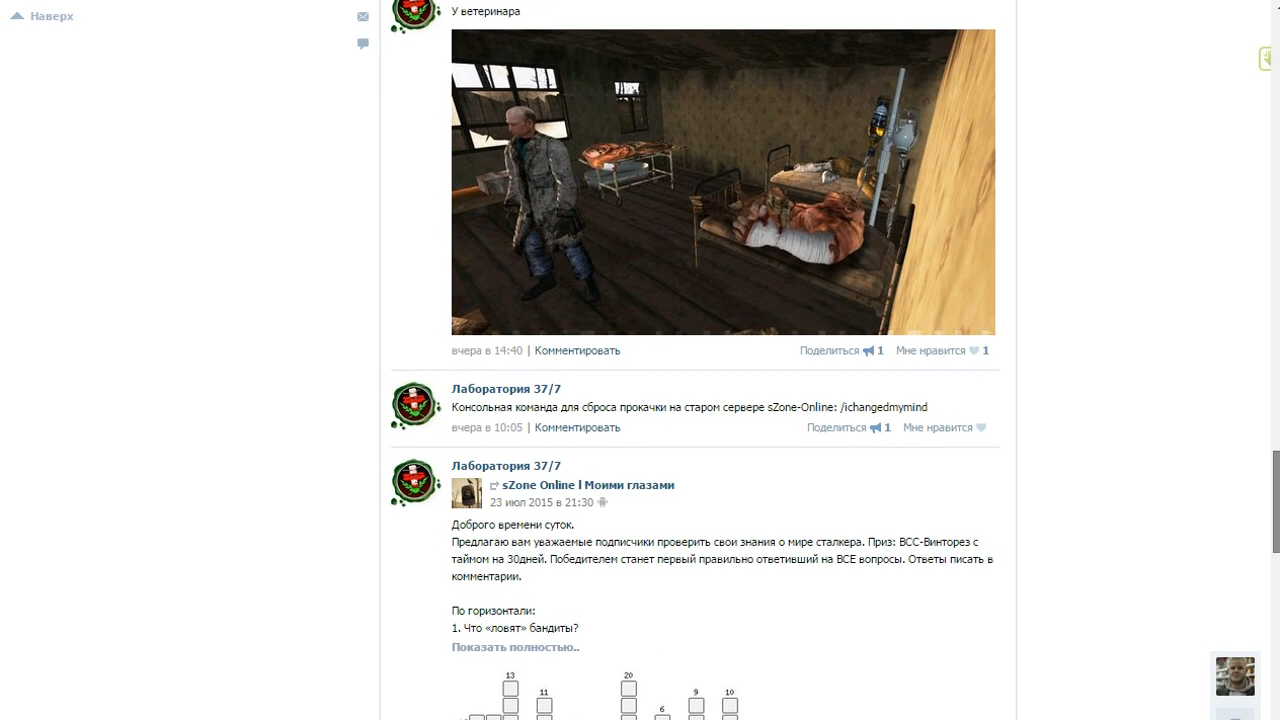 Наверх
У ветеринара
вчера в 14:40 | Комментировать Поделиться 1 Мне нравится 1
Лаборатория 37/7
Консольная команда для сброса прокачки на старом сервере sZone-Online: /ichangedmymind
вчера в 10:05 | Комментировать Поделиться 1 Мне нравится
Лаборатория 37/7
sZone Online l Моими глазами
23 июл 2015 в 21:30
Доброго времени суток.
Предлагаю вам уважаемые подписчики проверить свои знания о мире сталкера. Приз: ВСС-Винторез с
таймом на 30дней. Победителем станет первый правильно ответивший на ВСЕ вопросы. Ответы писать в
комментарии.
По горизонтали:
1. Что «ловят» бандиты?
Показать полностью..
13 11 20 6 9 10